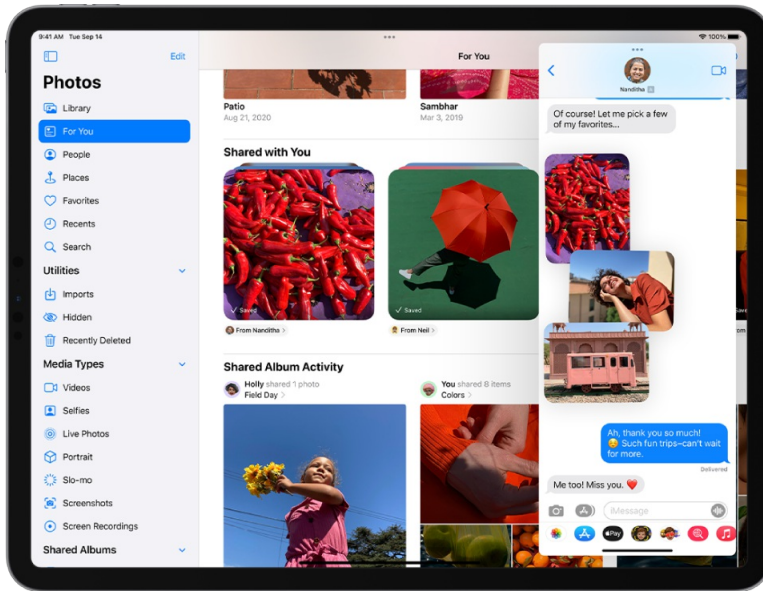 9:41 AM Tue Sep 14
100%
Edit
Photos
Library
For You
People
Places
Favorites
Recents
Search
Utilities
Imports
Hidden
Recently Deleted
Media Types
Videos
Selfies
Live Photos
Portrait
Slo-mo
Screenshots
Screen Recordings
Shared Albums
For You
Patio
Aug 21, 2020
Sambhar
Mar 3, 2019
Shared with You
Saved
From Nanditha
Saved
From Neil
Shared Album Activity
Holly shared 1 photo
Field Day
You shared 8 items
Colors
Nanditha
Of course! Let me pick a few
of my favorites...
Ah, thank you so much!
😊 Such fun trips–can't wait
for more.
Delivered
Me too! Miss you. ❤️
iMessage
Pay